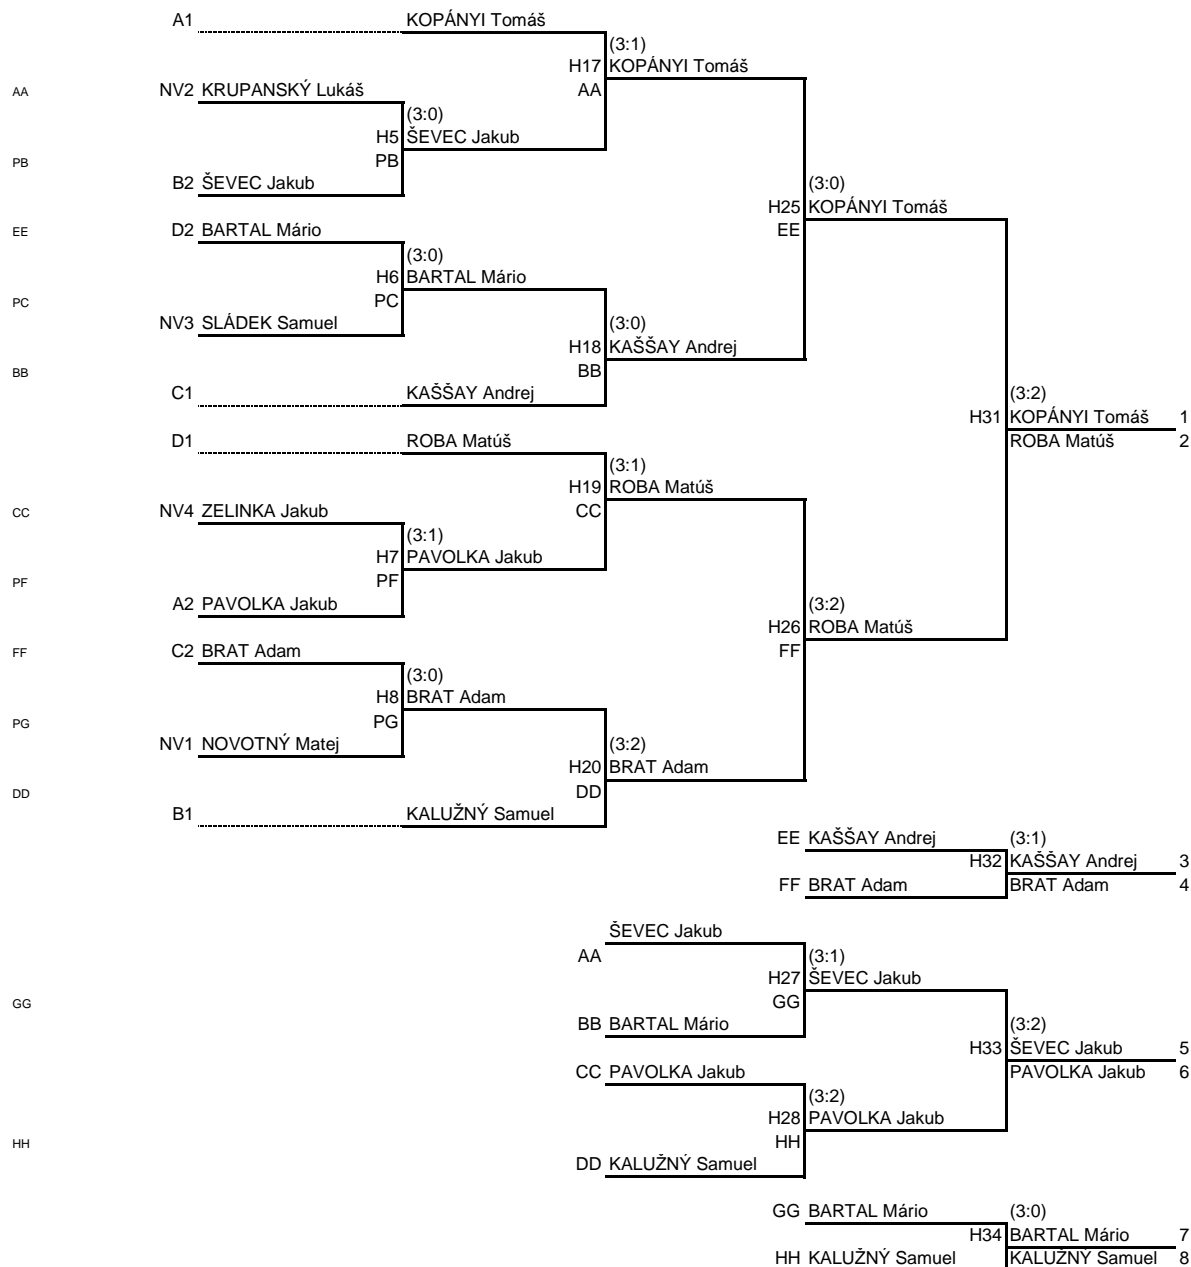 A1 KOPÁNYI Tomáš
(3:1)
H17 KOPÁNYI Tomáš
AA NV2 KRUPANSKÝ Lukáš AA
(3:0)
H5 ŠEVEC Jakub
PB PB
B2 ŠEVEC Jakub (3:0)
H25 KOPÁNYI Tomáš
EE D2 BARTAL Mário EE
(3:0)
H6 BARTAL Mário
PC PC
NV3 SLÁDEK Samuel (3:0)
H18 KAŠŠAY Andrej
BB BB
C1 KAŠŠAY Andrej (3:2)
H31 KOPÁNYI Tomáš 1
D1 ROBA Matúš ROBA Matúš 2
(3:1)
H19 ROBA Matúš
CC NV4 ZELINKA Jakub CC
(3:1)
H7 PAVOLKA Jakub
PF PF
A2 PAVOLKA Jakub (3:2)
H26 ROBA Matúš
FF C2 BRAT Adam FF
(3:0)
H8 BRAT Adam
PG PG
NV1 NOVOTNÝ Matej (3:2)
H20 BRAT Adam
DD DD
B1 KALUŽNÝ Samuel
EE KAŠŠAY Andrej (3:1)
H32 KAŠŠAY Andrej 3
FF BRAT Adam BRAT Adam 4
ŠEVEC Jakub
AA (3:1)
H27 ŠEVEC Jakub
GG GG
BB BARTAL Mário (3:2)
H33 ŠEVEC Jakub 5
CC PAVOLKA Jakub PAVOLKA Jakub 6
(3:2)
H28 PAVOLKA Jakub
HH HH
DD KALUŽNÝ Samuel
GG BARTAL Mário (3:0)
H34 BARTAL Mário 7
HH KALUŽNÝ Samuel KALUŽNÝ Samuel 8